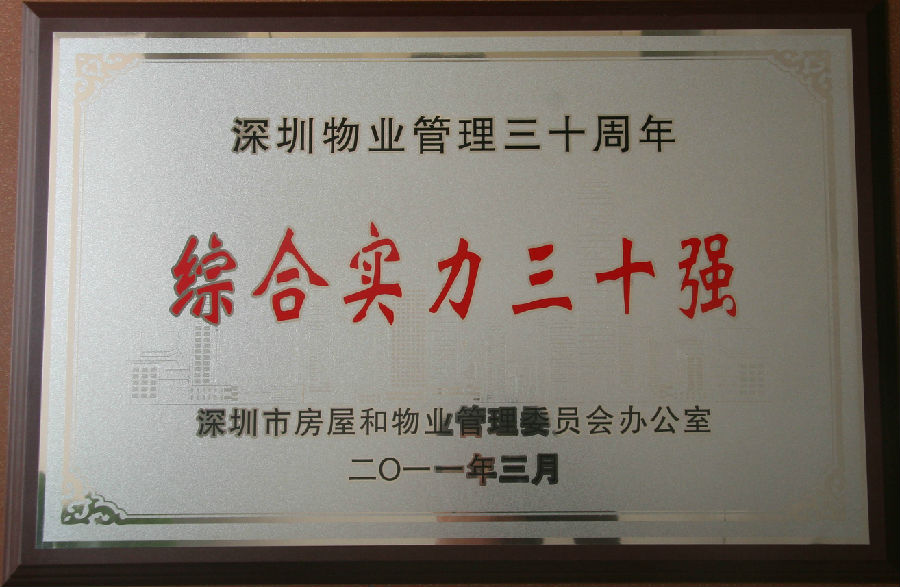 深圳物业管理三十周年
综合实力三十强
深圳市房屋和物业管理委员会办公室
二〇一一年三月